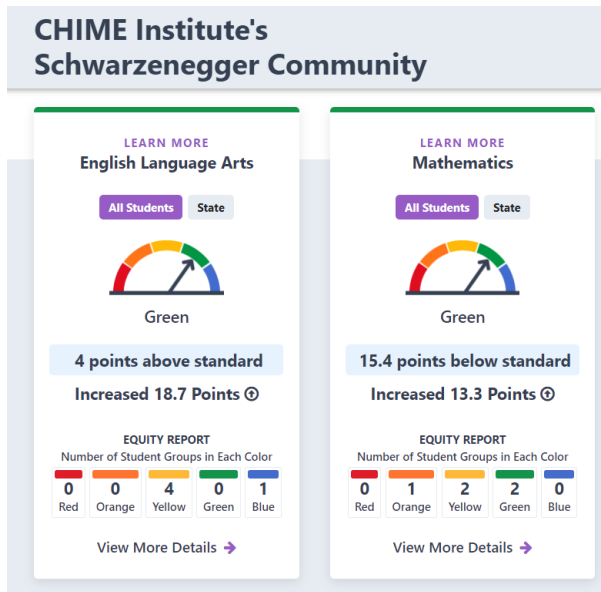 CHIME Institute's
Schwarzenegger Community
LEARN MORE
English Language Arts
All Students State
Green
4 points above standard
Increased 18.7 Points
EQUITY REPORT
Number of Student Groups in Each Color
0 0 4 0 1
Red Orange Yellow Green Blue
View More Details
LEARN MORE
Mathematics
All Students State
Green
15.4 points below standard
Increased 13.3 Points
EQUITY REPORT
Number of Student Groups in Each Color
0 1 2 2 0
Red Orange Yellow Green Blue
View More Details